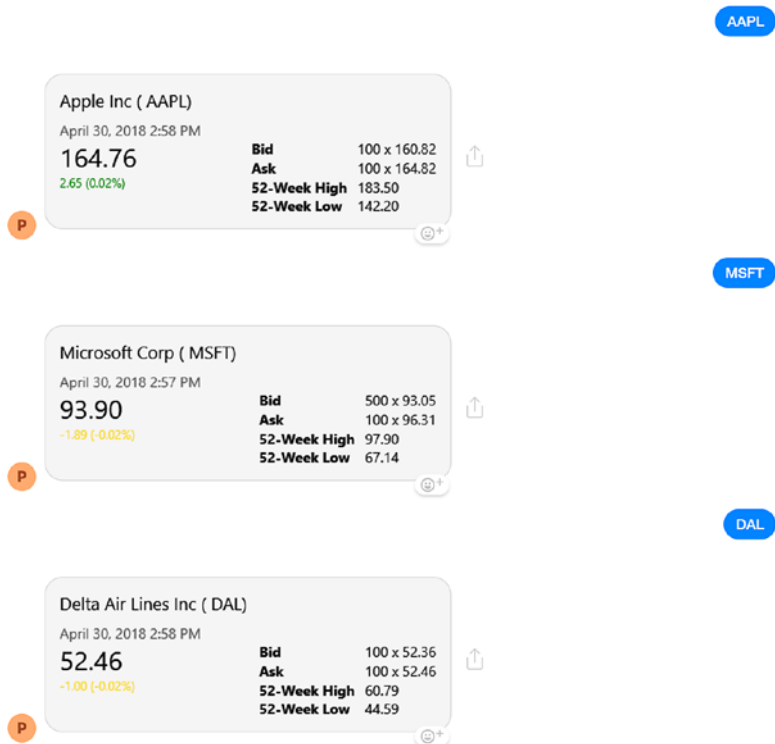 AAPL
Apple Inc ( AAPL)
April 30, 2018 2:58 PM
164.76
2.65 (0.02%)
Bid 100 x 160.82
Ask 100 x 164.82
52-Week High 183.50
52-Week Low 142.20
P
MSFT
Microsoft Corp ( MSFT)
April 30, 2018 2:57 PM
93.90
-1.89 (-0.02%)
Bid 500 x 93.05
Ask 100 x 96.31
52-Week High 97.90
52-Week Low 67.14
P
DAL
Delta Air Lines Inc ( DAL)
April 30, 2018 2:58 PM
52.46
-1.00 (-0.02%)
Bid 100 x 52.36
Ask 100 x 52.46
52-Week High 60.79
52-Week Low 44.59
P